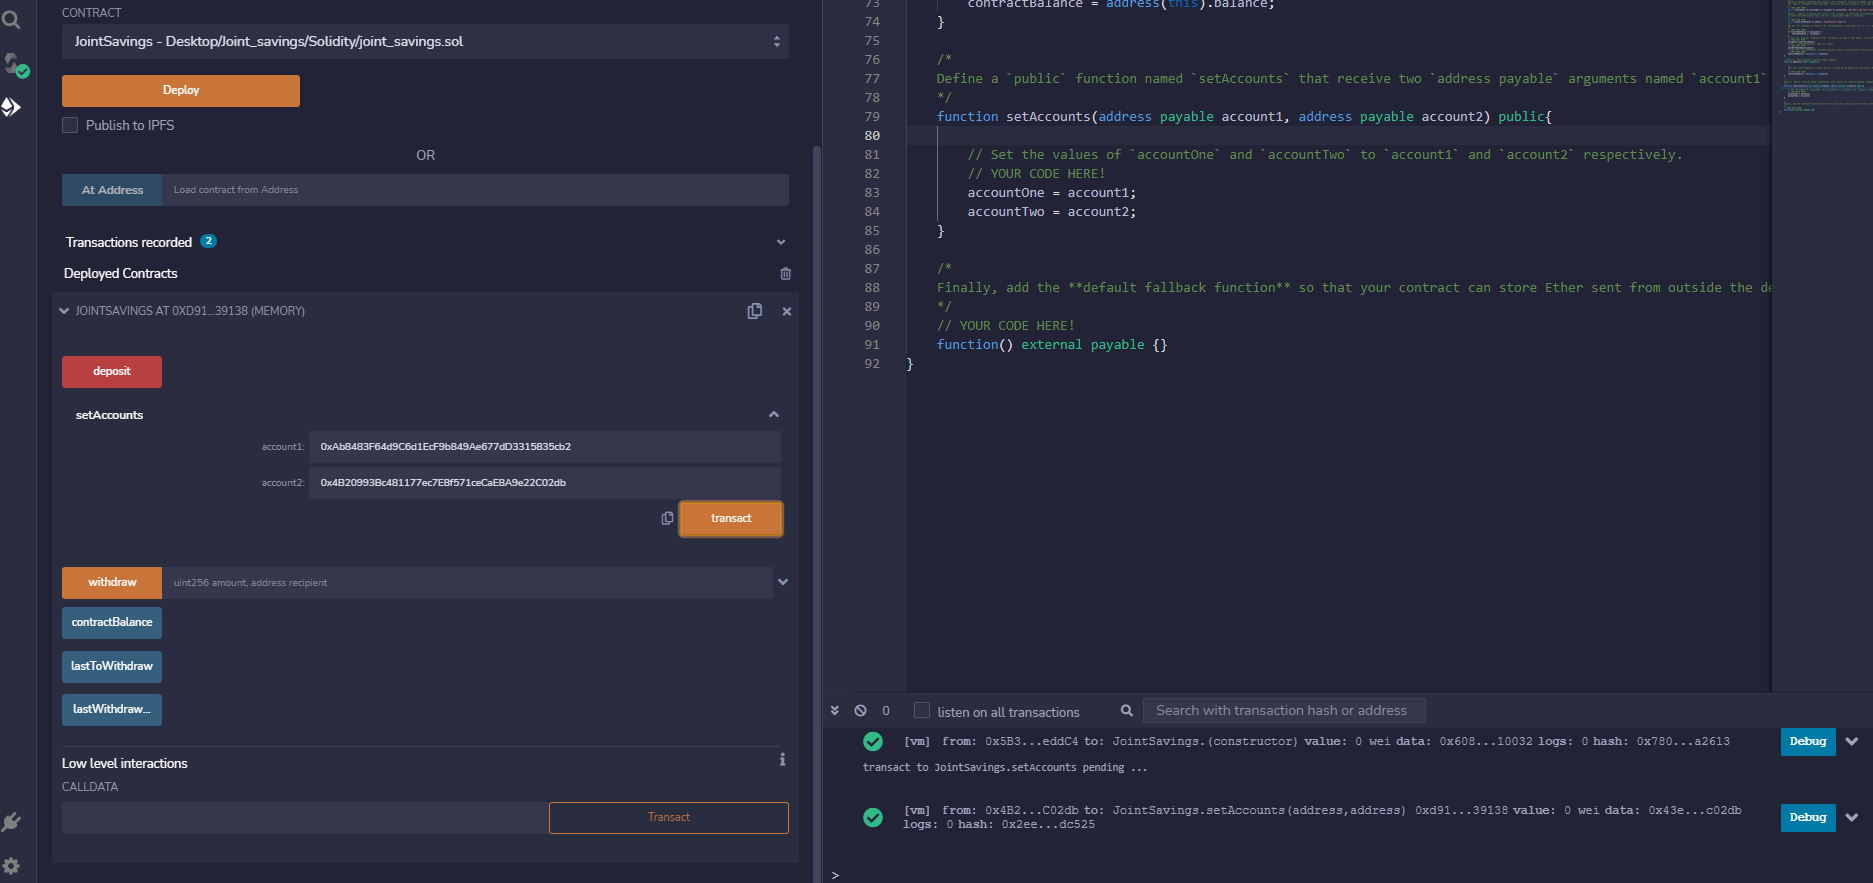 CONTRACT
JointSavings - Desktop/Joint_savings/Solidity/joint_savings.sol
Deploy
Publish to IPFS
OR
At Address
Load contract from Address
Transactions recorded 2
Deployed Contracts
JOINTSAVINGS AT 0XD91...39138 (MEMORY)
deposit
setAccounts
account1: 0xAb8483F64d9C6d1EcF9b849Ae677dD3315835cb2
account2: 0x4B20993Bc481177ec7E8f571ceCaE8A9e22C02db
transact
withdraw
uint256 amount, address recipient
contractBalance
lastToWithdraw
lastWithdraw...
Low level interactions
CALLDATA
Transact
73 contractBalance = address(this).balance;
74 }
75
76 /*
77 Define a `public` function named `setAccounts` that receive two `address payable` arguments named `account1`
78 */
79 function setAccounts(address payable account1, address payable account2) public{
80
81 // Set the values of `accountOne` and `accountTwo` to `account1` and `account2` respectively.
82 // YOUR CODE HERE!
83 accountOne = account1;
84 accountTwo = account2;
85 }
86
87 /*
88 Finally, add the **default fallback function** so that your contract can store Ether sent from outside the de
89 */
90 // YOUR CODE HERE!
91 function() external payable {}
92 }
0
listen on all transactions
Search with transaction hash or address
[vm] from: 0x5B3...eddC4 to: JointSavings.(constructor) value: 0 wei data: 0x608...10032 logs: 0 hash: 0x780...a2613
Debug
transact to JointSavings.setAccounts pending ...
[vm] from: 0x4B2...C02db to: JointSavings.setAccounts(address,address) 0xd91...39138 value: 0 wei data: 0x43e...c02db
logs: 0 hash: 0x2ee...dc525
Debug
>